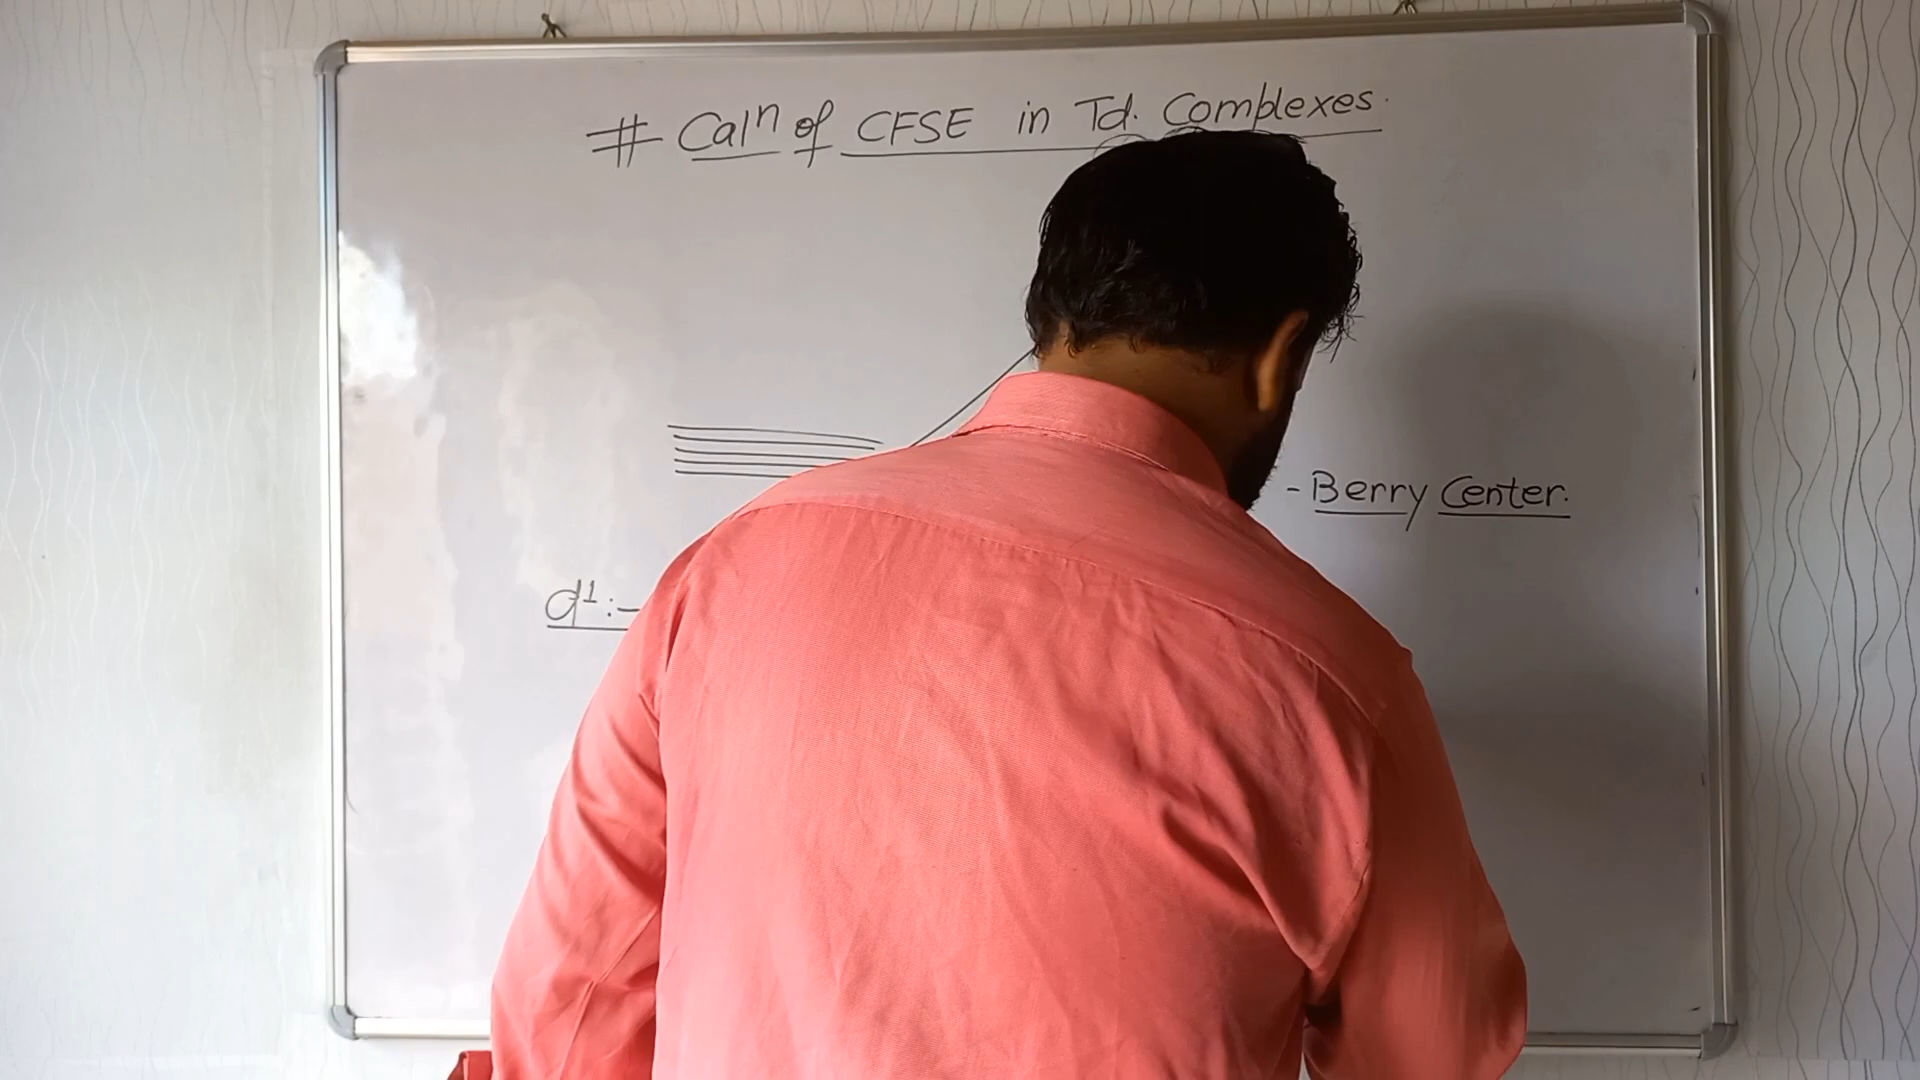 # Calⁿ of CFSE in Td. Complexes.
- Berry Center.
d¹ :-